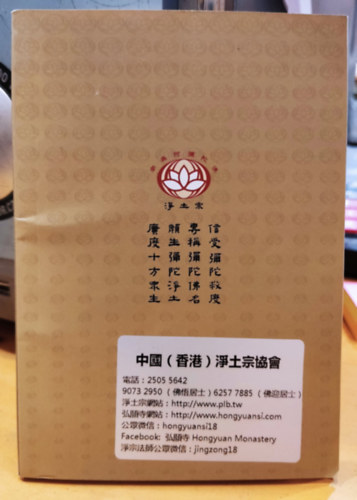 淨土宗
信受彌陀救度
專稱彌陀佛名
願生彌陀淨土
廣度十方眾生
中國（香港）淨土宗協會
電話：2505 5642
9073 2950 （佛悟居士) 6257 7885 （佛迎居士）
淨土宗網站：http://www.plb.tw
弘願寺網站：http://www.hongyuansi.com
公眾微信：hongyuansi18
Facebook: 弘願寺 Hongyuan Monastery
淨宗法師公眾微信：jingzong18